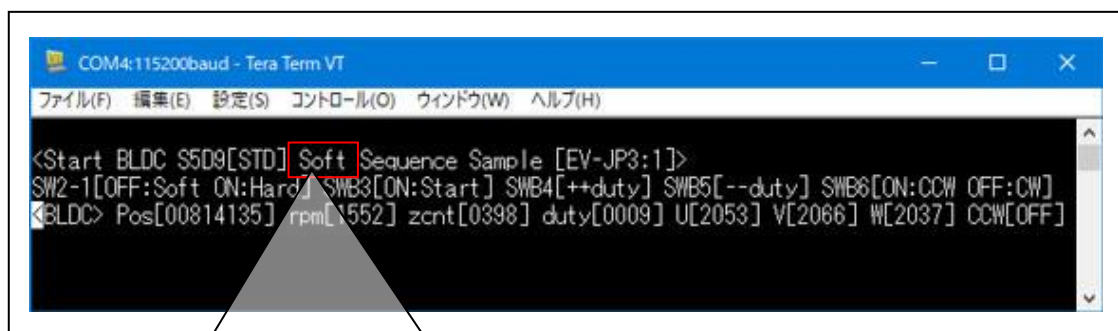 COM4:115200baud - Tera Term VT
ファイル(F) 編集(E) 設定(S) コントロール(O) ウィンドウ(W) ヘルプ(H)
<Start BLDC S5D9[STD] Soft Sequence Sample [EV-JP3:1]>
SW2-1[OFF:Soft ON:Hard] SWB3[ON:Start] SWB4[++duty] SWB5[--duty] SWB6[ON:CCW OFF:CW]
<BLDC> Pos[00814135] rpm[1552] zcnt[0398] duty[0009] U[2053] V[2066] W[2037] CCW[OFF]